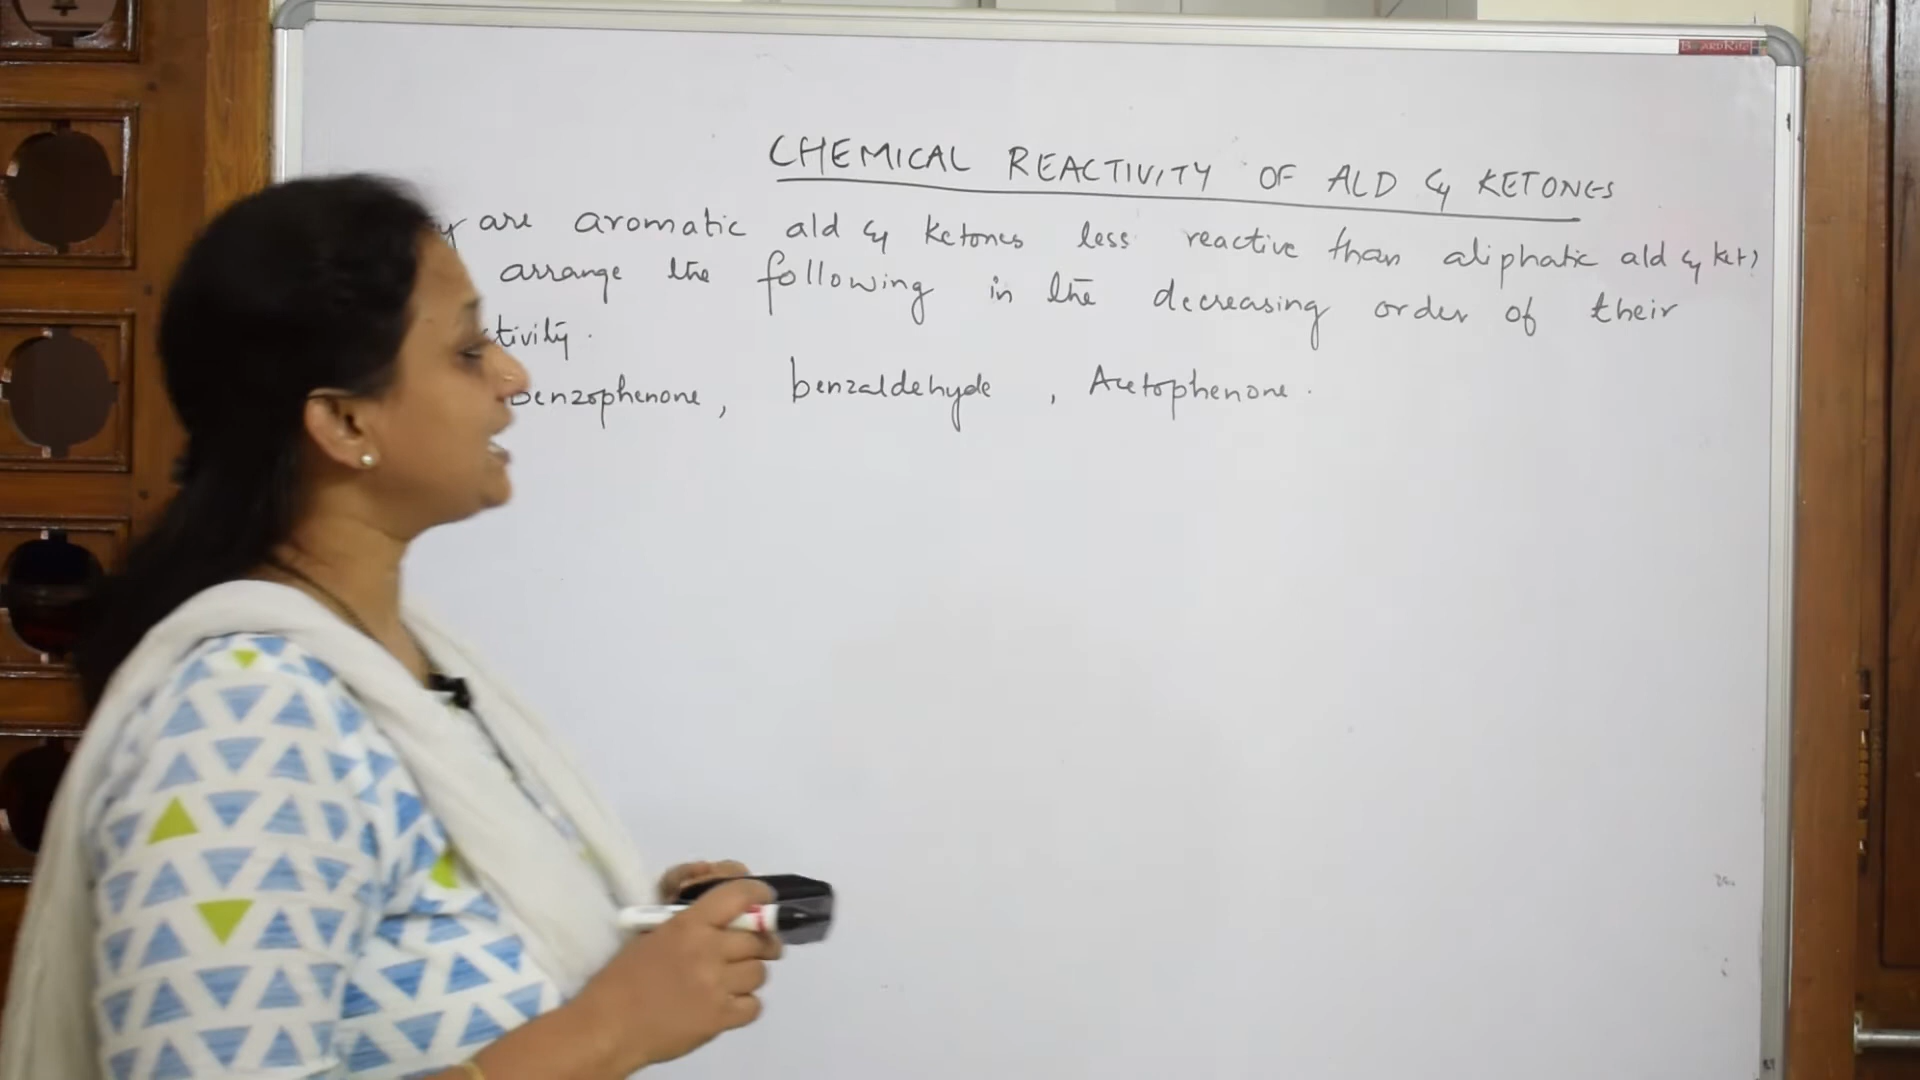 CHEMICAL REACTIVITY OF ALD & KETONES
y are aromatic ald & ketones less reactive than aliphatic ald & ket?
arrange the following in the decreasing order of their
ctivity.
benzophenone, benzaldehyde, Acetophenone.